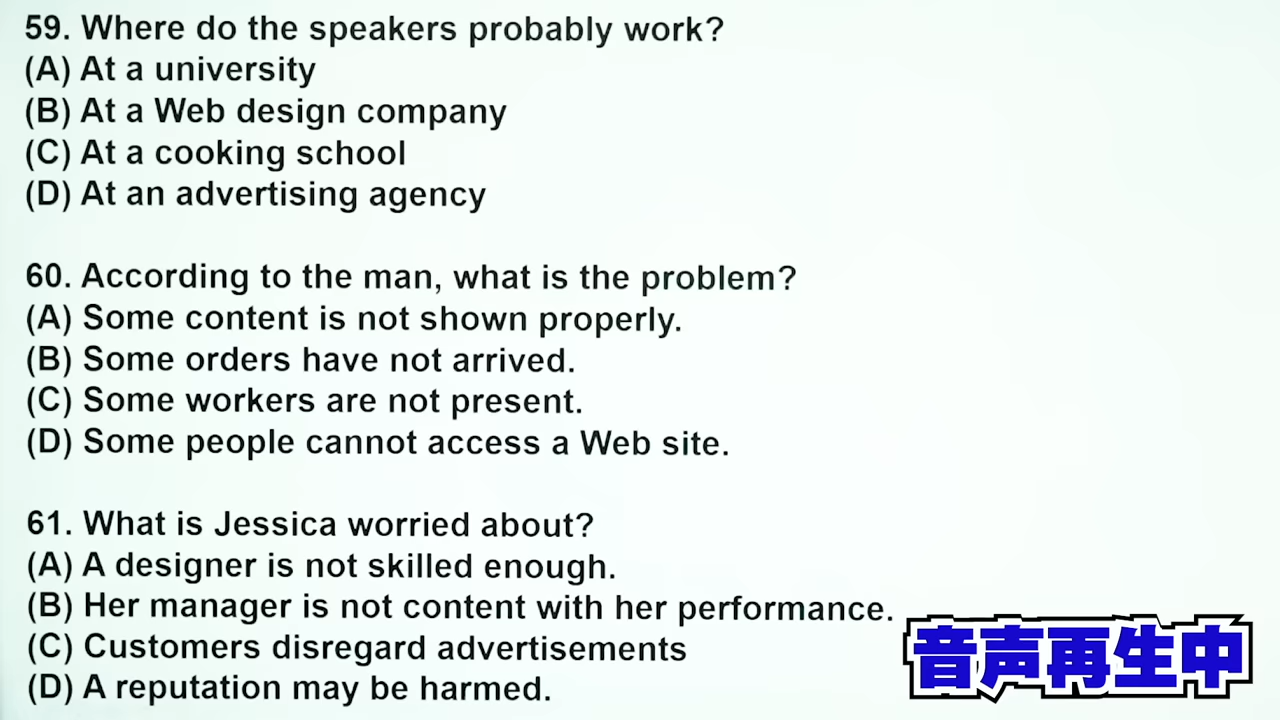 59. Where do the speakers probably work?
(A) At a university
(B) At a Web design company
(C) At a cooking school
(D) At an advertising agency
60. According to the man, what is the problem?
(A) Some content is not shown properly.
(B) Some orders have not arrived.
(C) Some workers are not present.
(D) Some people cannot access a Web site.
61. What is Jessica worried about?
(A) A designer is not skilled enough.
(B) Her manager is not content with her performance.
(C) Customers disregard advertisements
(D) A reputation may be harmed.
音声再生中